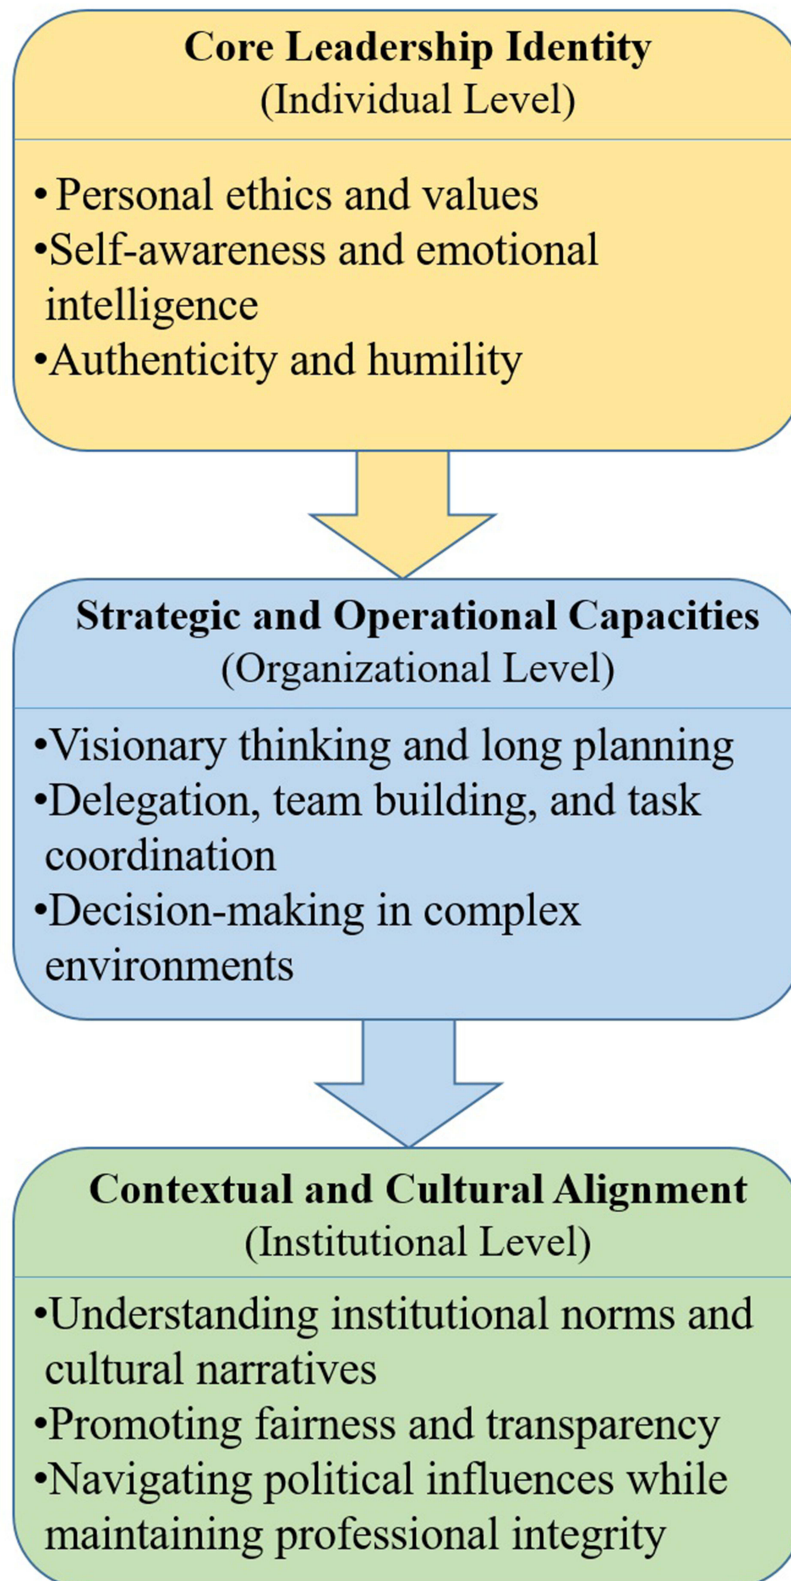 Core Leadership Identity
(Individual Level)
• Personal ethics and values
•Self-awareness and emotional
intelligence
•Authenticity and humility
Strategic and Operational Capacities
(Organizational Level)
•Visionary thinking and long planning
•Delegation, team building, and task
coordination
•Decision-making in complex
environments
Contextual and Cultural Alignment
(Institutional Level)
•Understanding institutional norms and
cultural narratives
•Promoting fairness and transparency
•Navigating political influences while
maintaining professional integrity